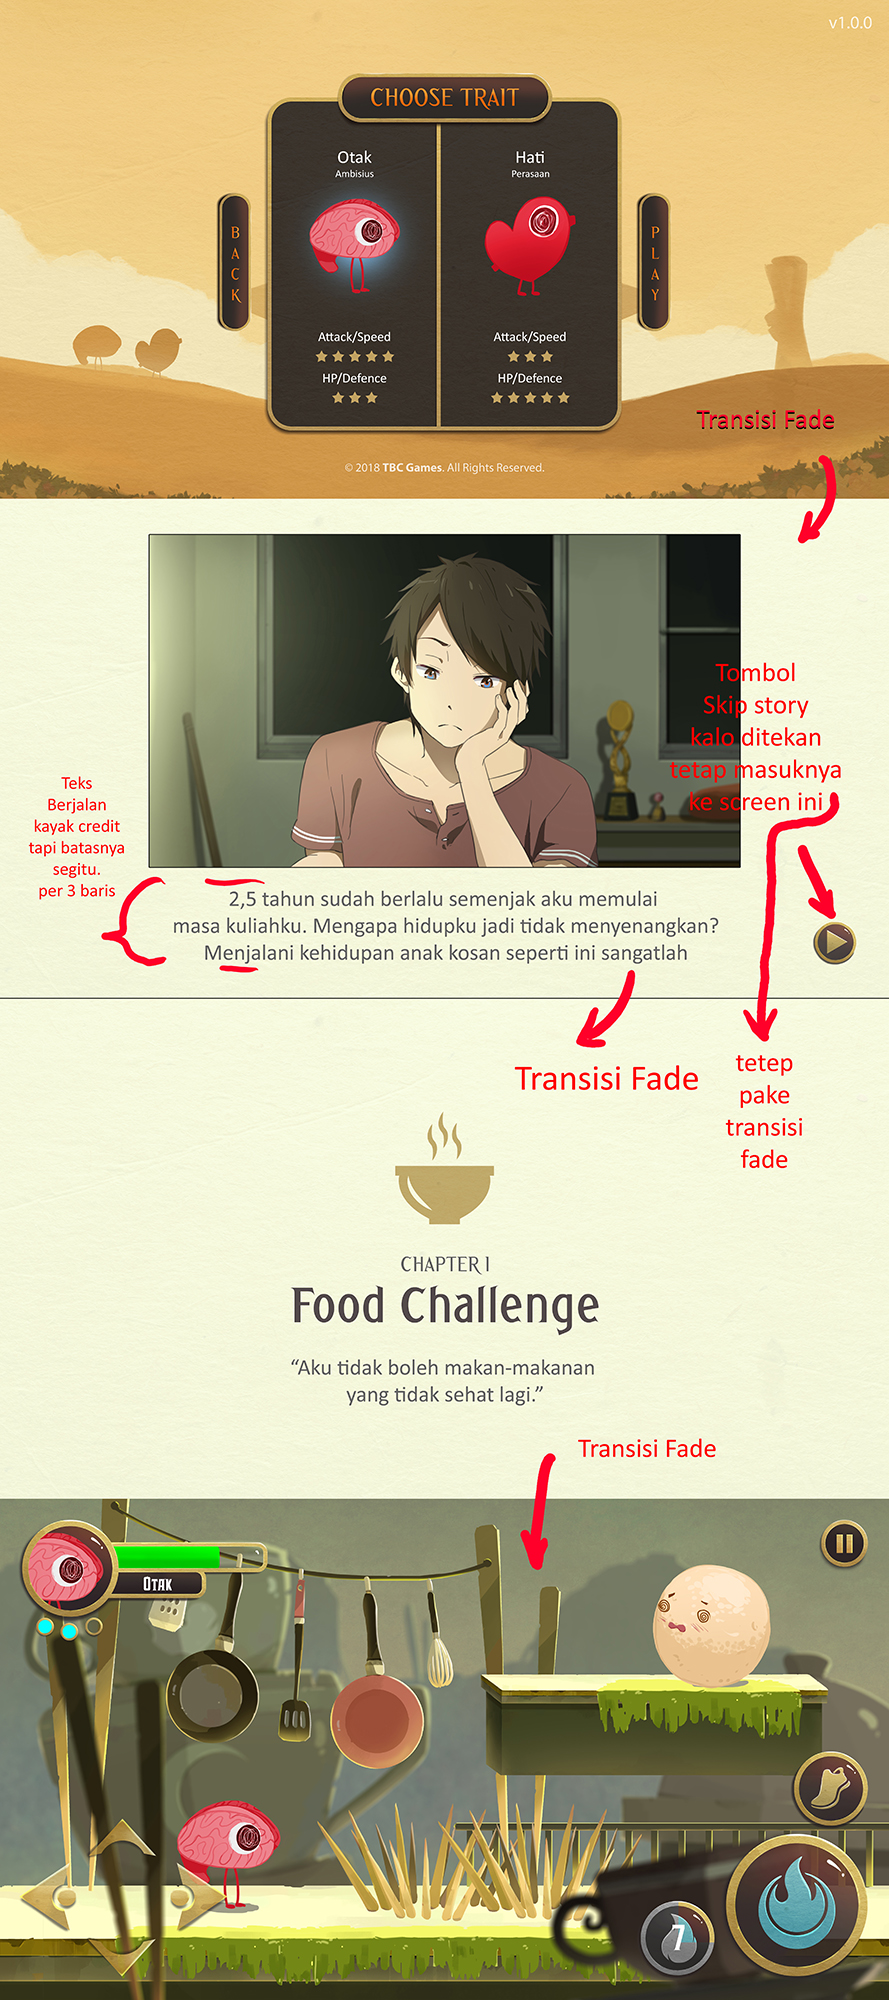 v1.0.0
CHOOSE TRAIT
Otak
Ambisius
Hati
Perasaan
BACK
PLAY
Attack/Speed
HP/Defence
Attack/Speed
HP/Defence
Transisi Fade
© 2018 TBC Games. All Rights Reserved.
Tombol
Skip story
kalo ditekan
tetap masuknya
ke screen ini
Teks
Berjalan
kayak credit
tapi batasnya
segitu.
per 3 baris
2,5 tahun sudah berlalu semenjak aku memulai
masa kuliahku. Mengapa hidupku jadi tidak menyenangkan?
Menjalani kehidupan anak kosan seperti ini sangatlah
Transisi Fade
tetep
pake
transisi
fade
CHAPTER I
Food Challenge
“Aku tidak boleh makan-makanan
yang tidak sehat lagi.”
Transisi Fade
OTAK
7